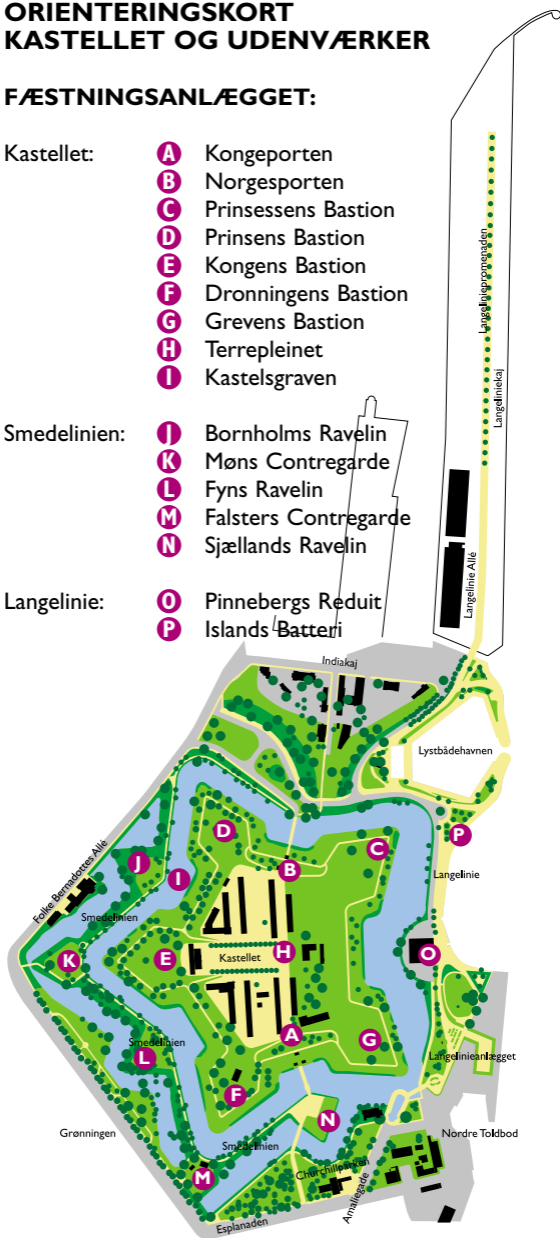 ORIENTERINGSKORT
KASTELLET OG UDENVÆRKER
FÆSTNINGSANLÆGGET:
Kastellet: A Kongeporten
B Norgesporten
C Prinsessens Bastion
D Prinsens Bastion
E Kongens Bastion
F Dronningens Bastion
G Grevens Bastion
H Terrepleinet
I Kastelsgraven
Smedelinien: J Bornholms Ravelin
K Møns Contregarde
L Fyns Ravelin
M Falsters Contregarde
N Sjællands Ravelin
Langelinie: O Pinnebergs Reduit
P Islands Batteri
Langeliniepromenaden
Langeliniekaj
Langelinie Allé
Indiakaj
Lystbådehavnen
D
P
C
J
B
I
Langelinie
Folke Bernadottes Allé
Smedelinien
H
O
E
K
Kastellet
A
G
Smedelinien
L
Langelinieanlægget
F
N
Grønningen
Nordre Toldbod
Smedelinien
M
Churchillparken
Amaliegade
Esplanaden